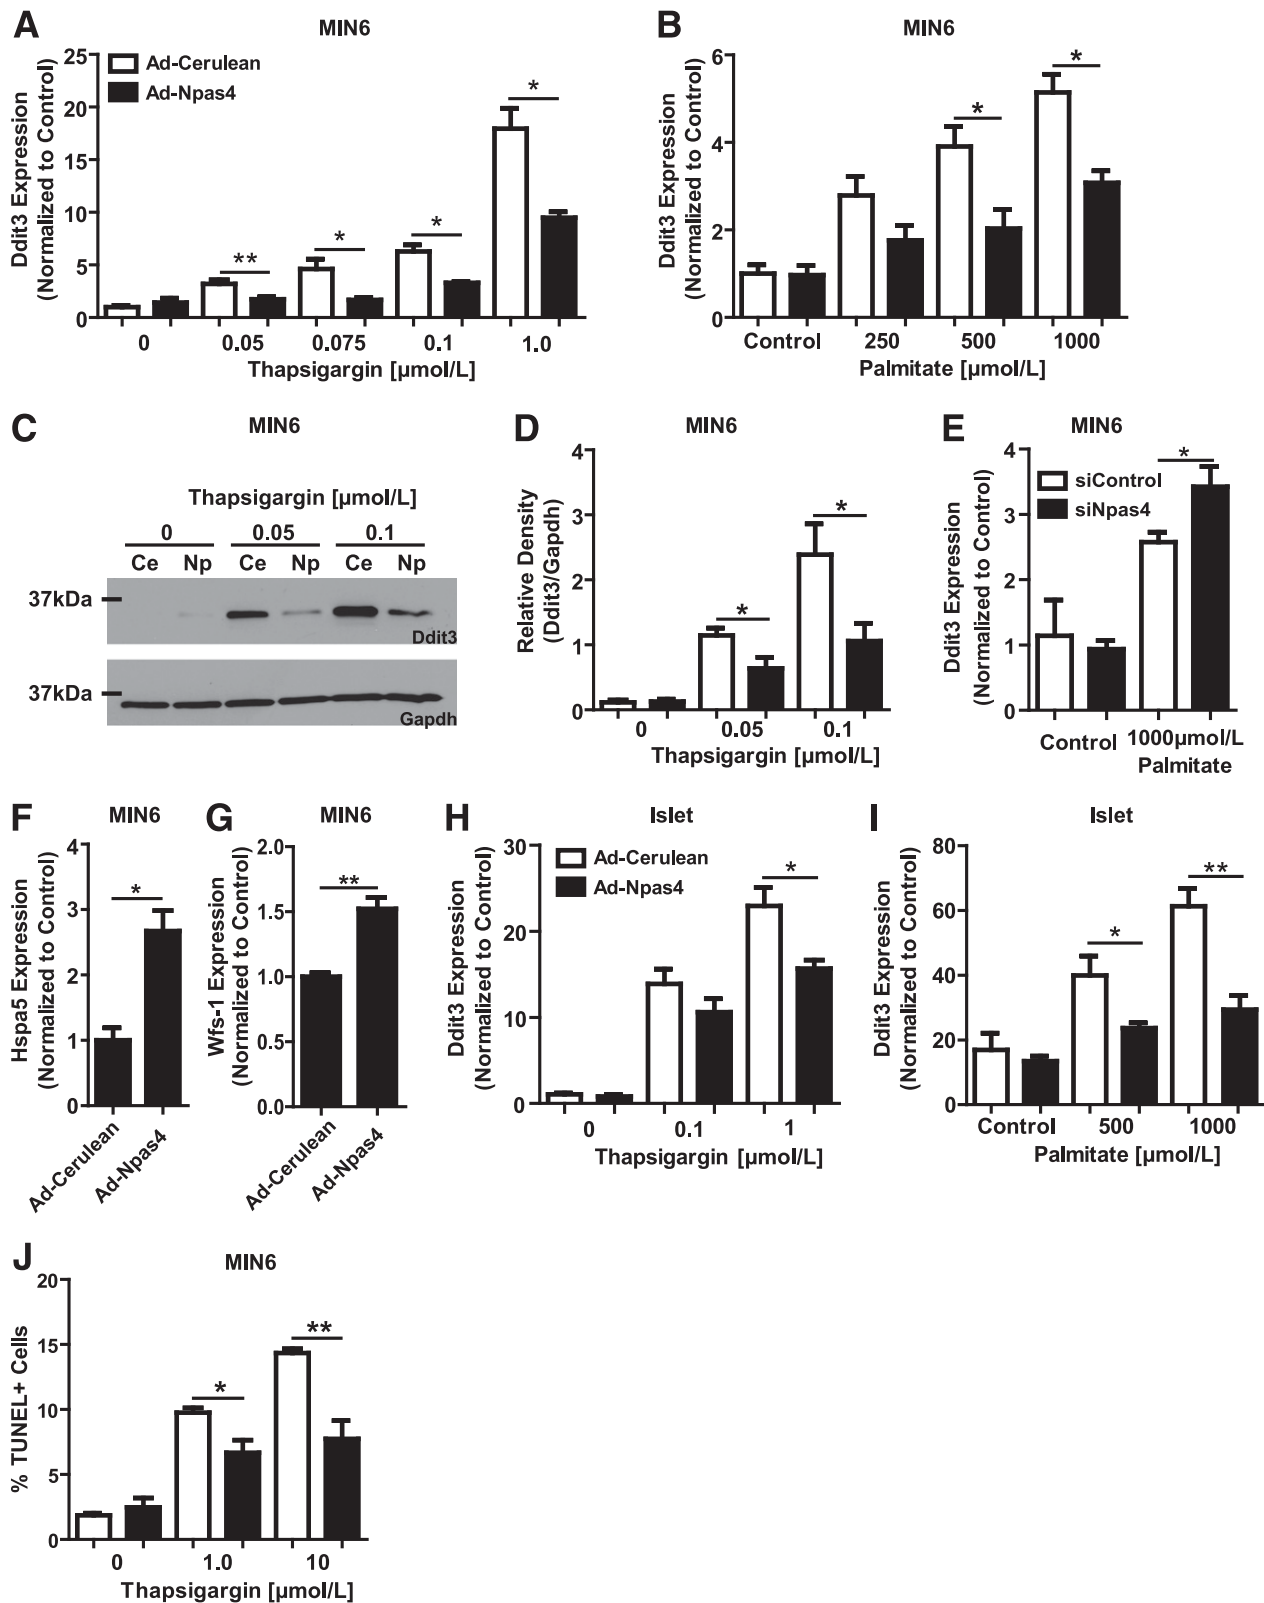 A
MIN6
Ddit3 Expression
(Normalized to Control)
25
20
15
10
5
0
Ad-Cerulean
Ad-Npas4
**
*
*
*
0 0.05 0.075 0.1 1.0
Thapsigargin [µmol/L]
B
MIN6
Ddit3 Expression
(Normalized to Control)
6
4
2
0
*
*
Control 250 500 1000
Palmitate [µmol/L]
C
MIN6
Thapsigargin [µmol/L]
0 0.05 0.1
Ce Np Ce Np Ce Np
37kDa
Ddit3
37kDa
Gapdh
D
MIN6
Relative Density
(Ddit3/Gapdh)
4
3
2
1
0
*
*
0 0.05 0.1
Thapsigargin [µmol/L]
E
MIN6
Ddit3 Expression
(Normalized to Control)
4
3
2
1
0
siControl
siNpas4
*
Control 1000µmol/L
Palmitate
F
MIN6
Hspa5 Expression
(Normalized to Control)
4
3
2
1
0
*
Ad-Cerulean
Ad-Npas4
G
MIN6
Wfs-1 Expression
(Normalized to Control)
2.0
1.5
1.0
0.5
0.0
**
Ad-Cerulean
Ad-Npas4
H
Islet
Ddit3 Expression
(Normalized to Control)
30
20
10
0
Ad-Cerulean
Ad-Npas4
*
0 0.1 1
Thapsigargin [µmol/L]
I
Islet
Ddit3 Expression
(Normalized to Control)
80
60
40
20
0
*
**
Control 500 1000
Palmitate [µmol/L]
J
MIN6
% TUNEL+ Cells
20
15
10
5
0
*
**
0 1.0 10
Thapsigargin [µmol/L]